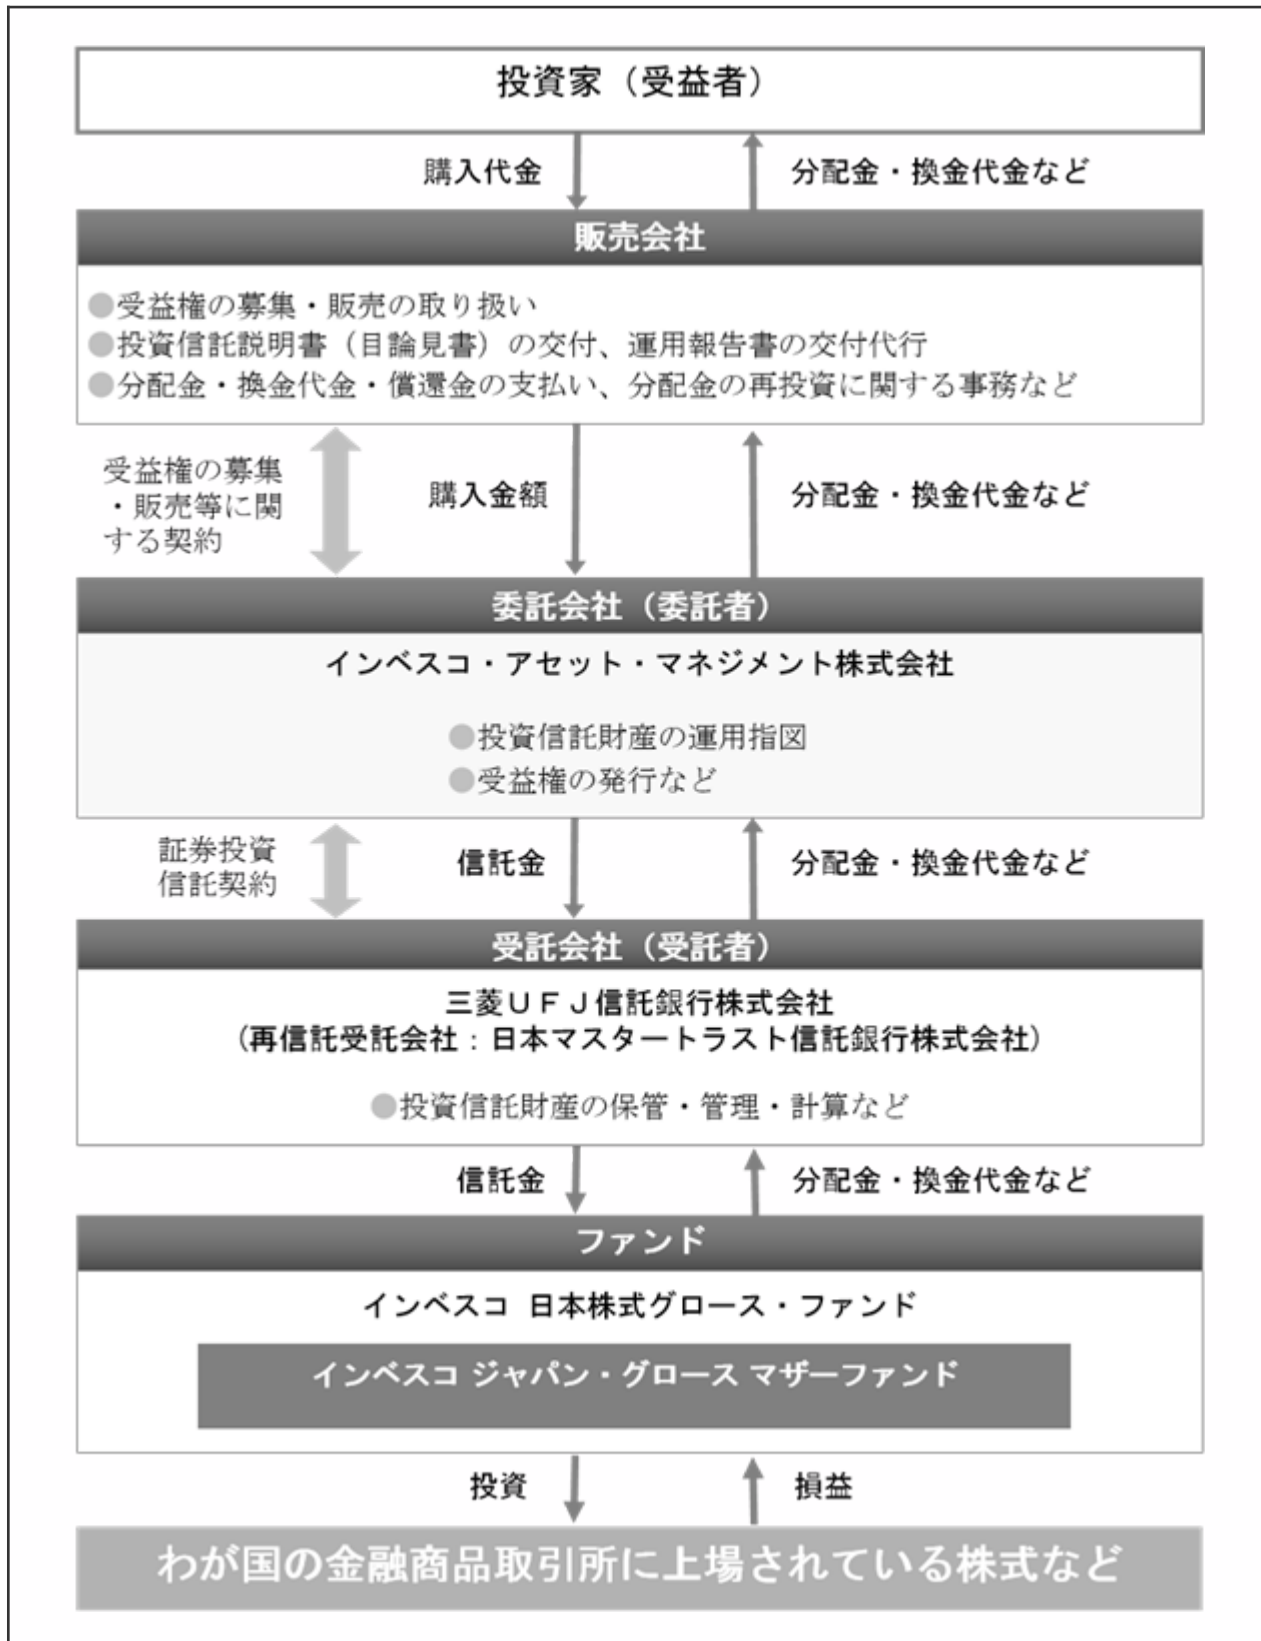 投資家（受益者）
購入代金
分配金・換金代金など
販売会社
●受益権の募集・販売の取り扱い
●投資信託説明書（目論見書）の交付、運用報告書の交付代行
●分配金・換金代金・償還金の支払い、分配金の再投資に関する事務など
受益権の募集
・販売等に関
する契約
購入金額
分配金・換金代金など
委託会社（委託者）
インベスコ・アセット・マネジメント株式会社
●投資信託財産の運用指図
●受益権の発行など
証券投資
信託契約
信託金
分配金・換金代金など
受託会社（受託者）
三菱ＵＦＪ信託銀行株式会社
（再信託受託会社：日本マスタートラスト信託銀行株式会社）
●投資信託財産の保管・管理・計算など
信託金
分配金・換金代金など
ファンド
インベスコ 日本株式グロース・ファンド
インベスコ ジャパン・グロース マザーファンド
投資
損益
わが国の金融商品取引所に上場されている株式など